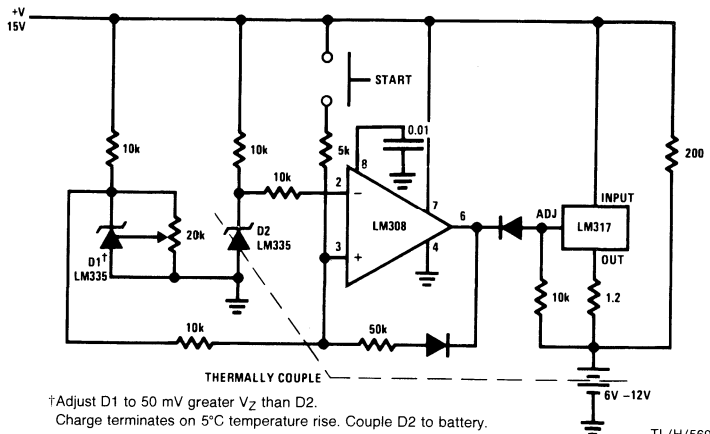 +V
15V
START
10k
10k
5k
8
0.01
200
10k
2
−
7
6
ADJ
INPUT
LM317
OUT
LM308
D1†
LM335
20k
D2
LM335
3
+
4
10k
1.2
10k
50k
THERMALLY COUPLE
6V −12V
†Adjust D1 to 50 mV greater VZ than D2.
Charge terminates on 5°C temperature rise. Couple D2 to battery.